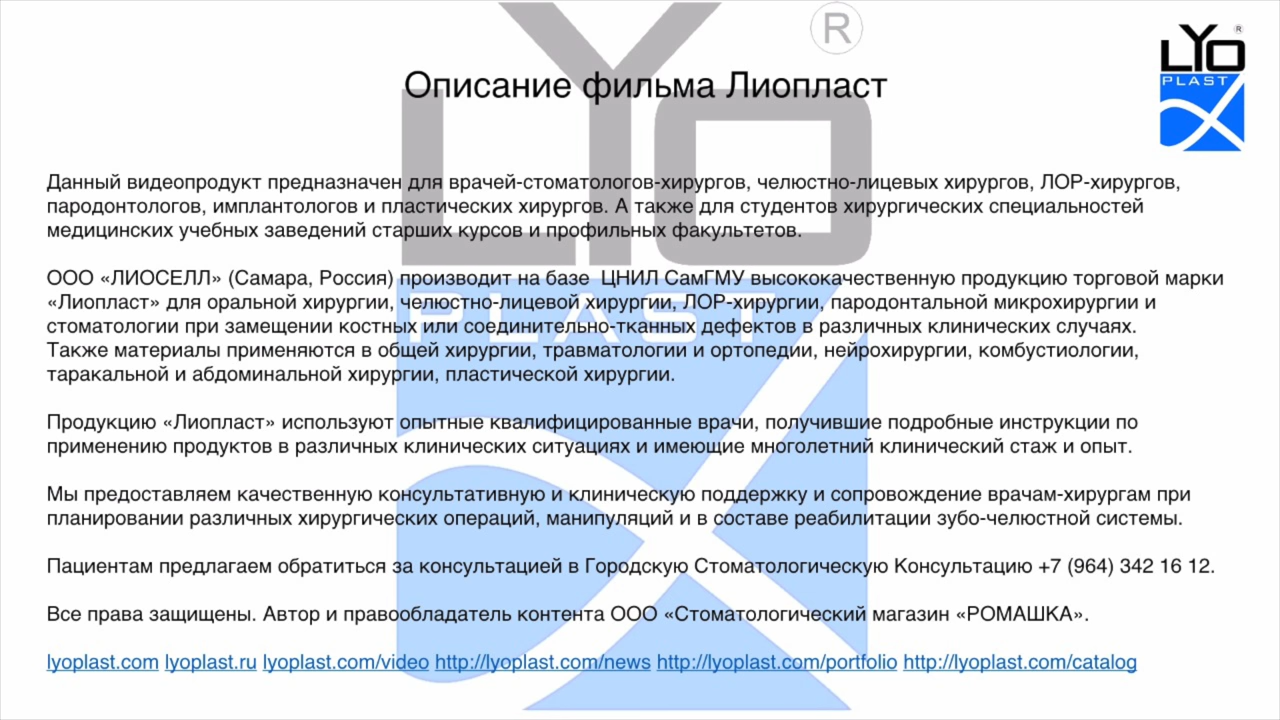 LYO
PLAST
®
LYO ®
PLAST
Описание фильма Лиопласт
Данный видеопродукт предназначен для врачей-стоматологов-хирургов, челюстно-лицевых хирургов, ЛОР-хирургов,
пародонтологов, имплантологов и пластических хирургов. А также для студентов хирургических специальностей
медицинских учебных заведений старших курсов и профильных факультетов.
ООО «ЛИОСЕЛЛ» (Самара, Россия) производит на базе ЦНИЛ СамГМУ высококачественную продукцию торговой марки
«Лиопласт» для оральной хирургии, челюстно-лицевой хирургии, ЛОР-хирургии, пародонтальной микрохирургии и
стоматологии при замещении костных или соединительно-тканных дефектов в различных клинических случаях.
Также материалы применяются в общей хирургии, травматологии и ортопедии, нейрохирургии, комбустиологии,
таракальной и абдоминальной хирургии, пластической хирургии.
Продукцию «Лиопласт» используют опытные квалифицированные врачи, получившие подробные инструкции по
применению продуктов в различных клинических ситуациях и имеющие многолетний клинический стаж и опыт.
Мы предоставляем качественную консультативную и клиническую поддержку и сопровождение врачам-хирургам при
планировании различных хирургических операций, манипуляций и в составе реабилитации зубо-челюстной системы.
Пациентам предлагаем обратиться за консультацией в Городскую Стоматологическую Консультацию +7 (964) 342 16 12.
Все права защищены. Автор и правообладатель контента ООО «Стоматологический магазин «РОМАШКА».
lyoplast.com lyoplast.ru lyoplast.com/video http://lyoplast.com/news http://lyoplast.com/portfolio http://lyoplast.com/catalog